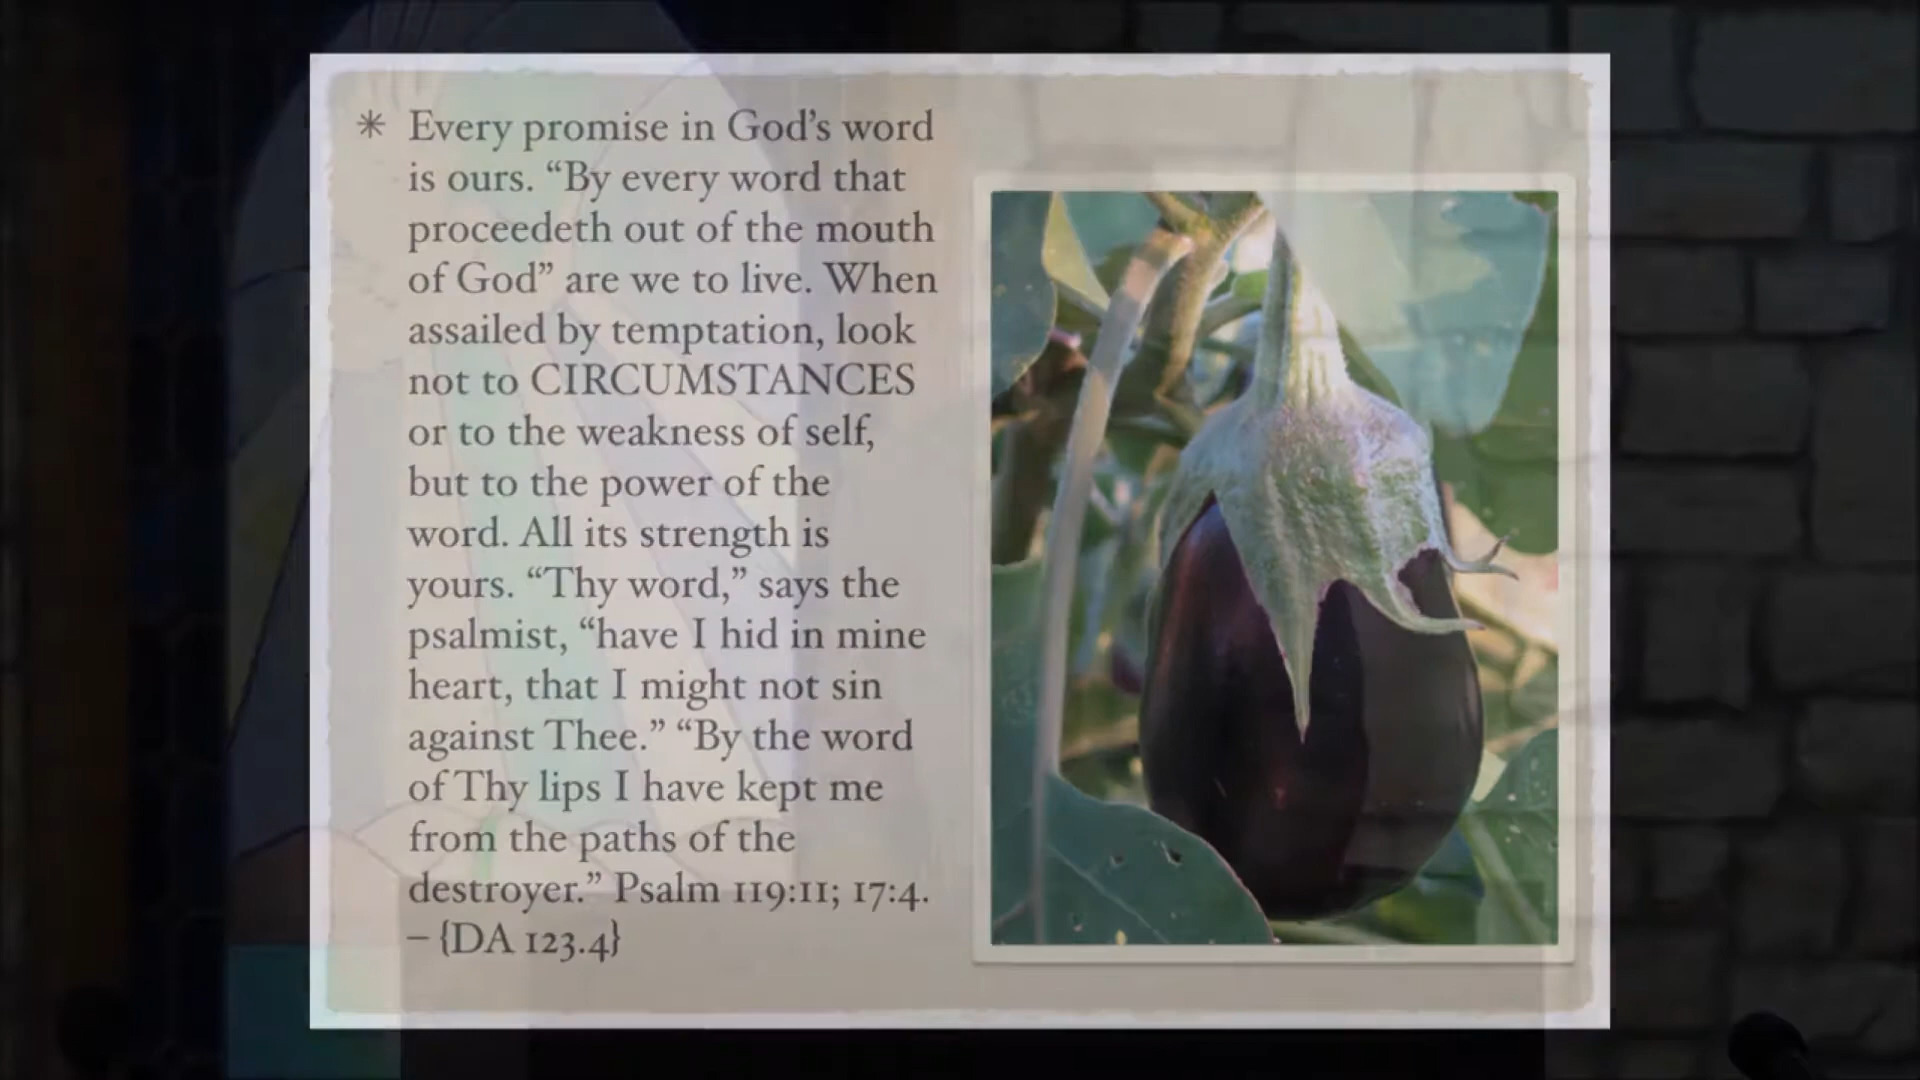 ✳ Every promise in God's word
is ours. “By every word that
proceedeth out of the mouth
of God” are we to live. When
assailed by temptation, look
not to CIRCUMSTANCES
or to the weakness of self,
but to the power of the
word. All its strength is
yours. “Thy word,” says the
psalmist, “have I hid in mine
heart, that I might not sin
against Thee.” “By the word
of Thy lips I have kept me
from the paths of the
destroyer.” Psalm 119:11; 17:4.
– {DA 123.4}